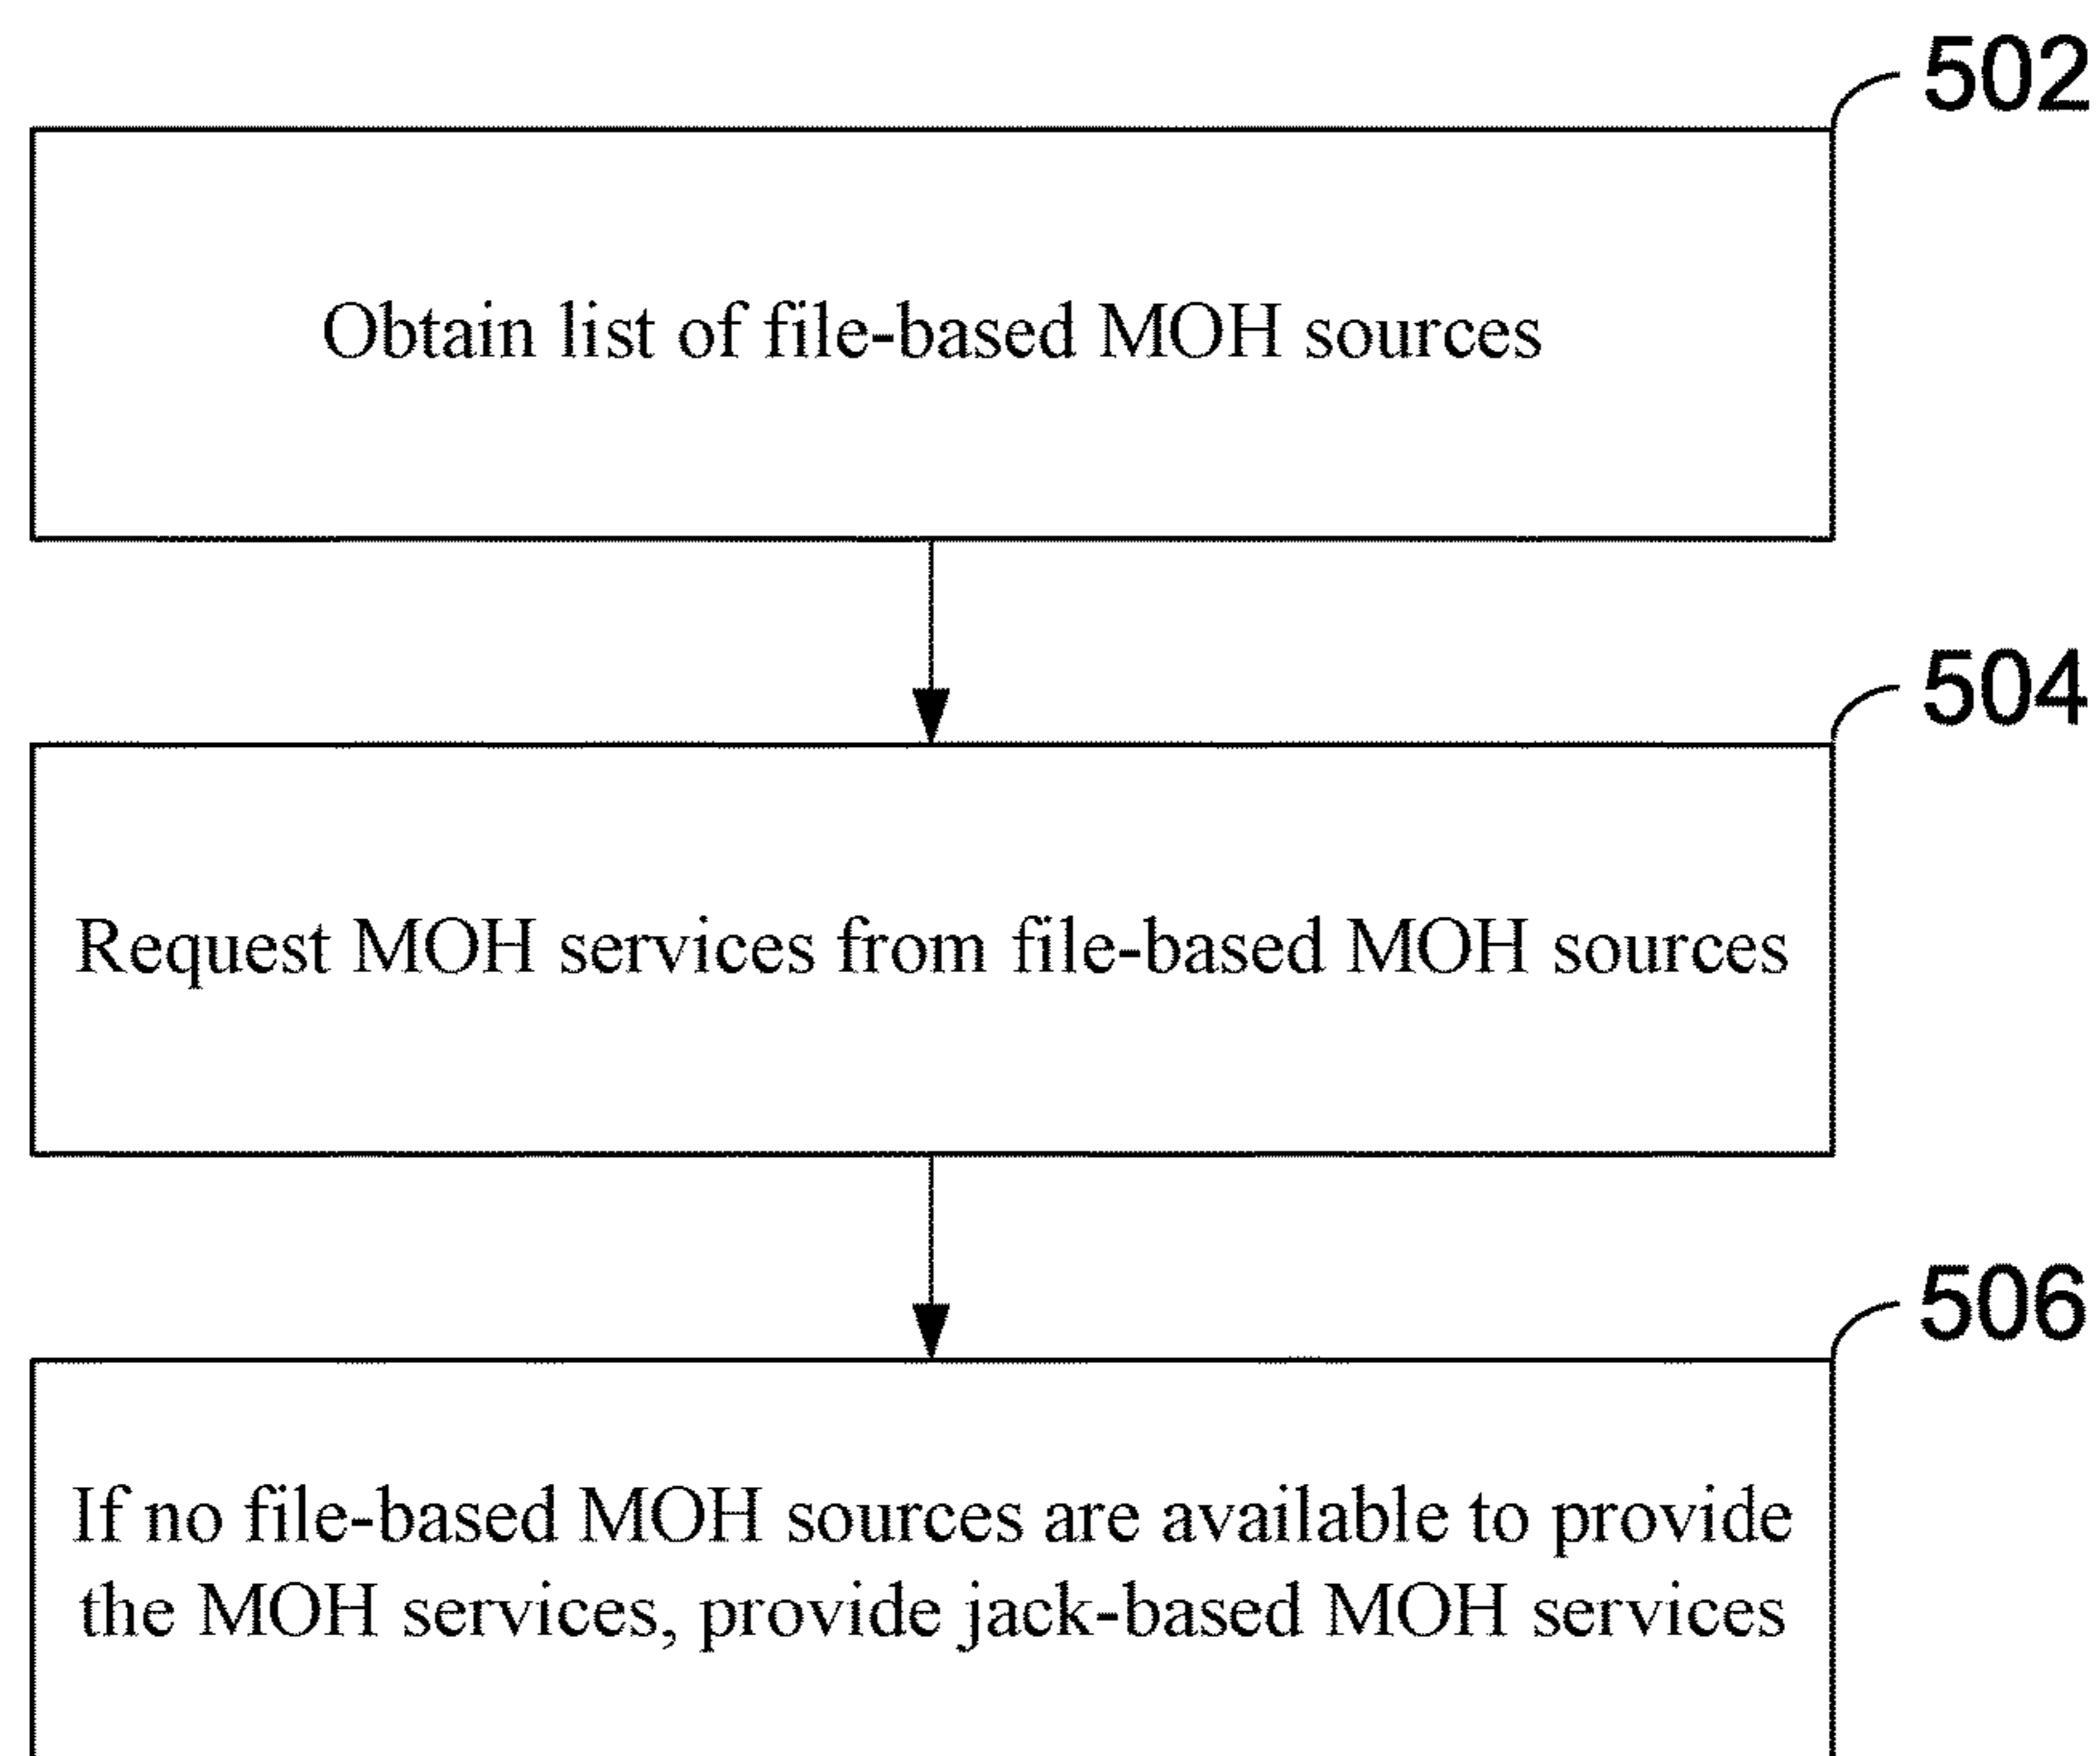 502
Obtain list of file-based MOH sources
504
Request MOH services from file-based MOH sources
506
If no file-based MOH sources are available to provide
the MOH services, provide jack-based MOH services